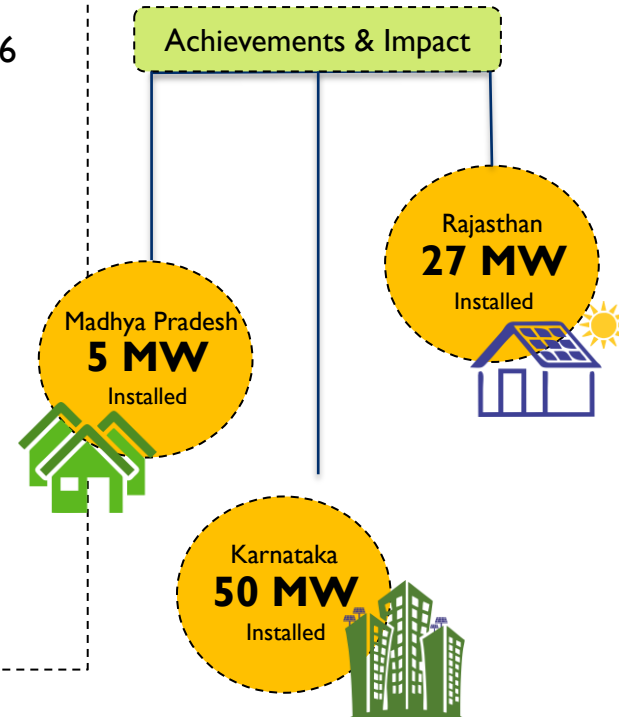 6
Achievements & Impact
Rajasthan
27 MW
Installed
Madhya Pradesh
5 MW
Installed
Karnataka
50 MW
Installed